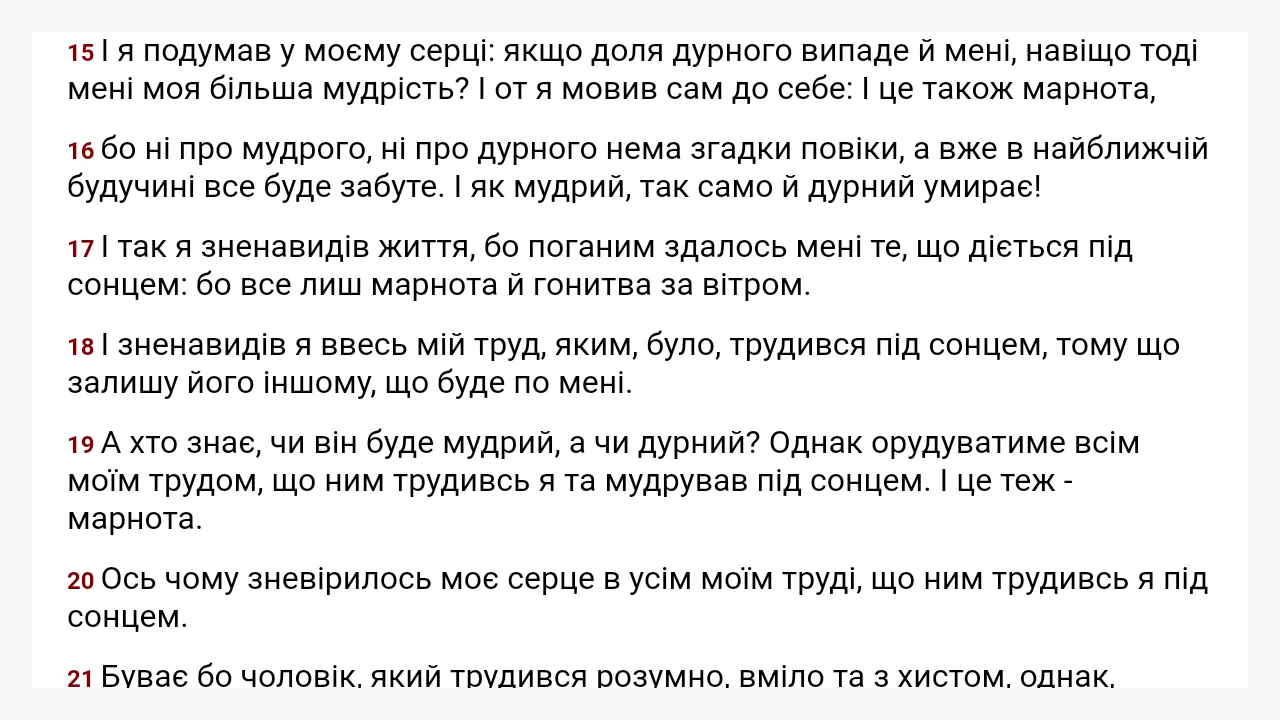 15 І я подумав у моєму серці: якщо доля дурного випаде й мені, навіщо тоді
мені моя більша мудрість? І от я мовив сам до себе: І це також марнота,
16 бо ні про мудрого, ні про дурного нема згадки повіки, а вже в найближчій
будучині все буде забуте. І як мудрий, так само й дурний умирає!
17 І так я зненавидів життя, бо поганим здалось мені те, що діється під
сонцем: бо все лиш марнота й гонитва за вітром.
18 І зненавидів я ввесь мій труд, яким, було, трудився під сонцем, тому що
залишу його іншому, що буде по мені.
19 А хто знає, чи він буде мудрий, а чи дурний? Однак орудуватиме всім
моїм трудом, що ним трудивсь я та мудрував під сонцем. І це теж -
марнота.
20 Ось чому зневірилось моє серце в усім моїм труді, що ним трудивсь я під
сонцем.
21 Буває бо чоловік, який трудився розумно, вміло та з хистом, однак,